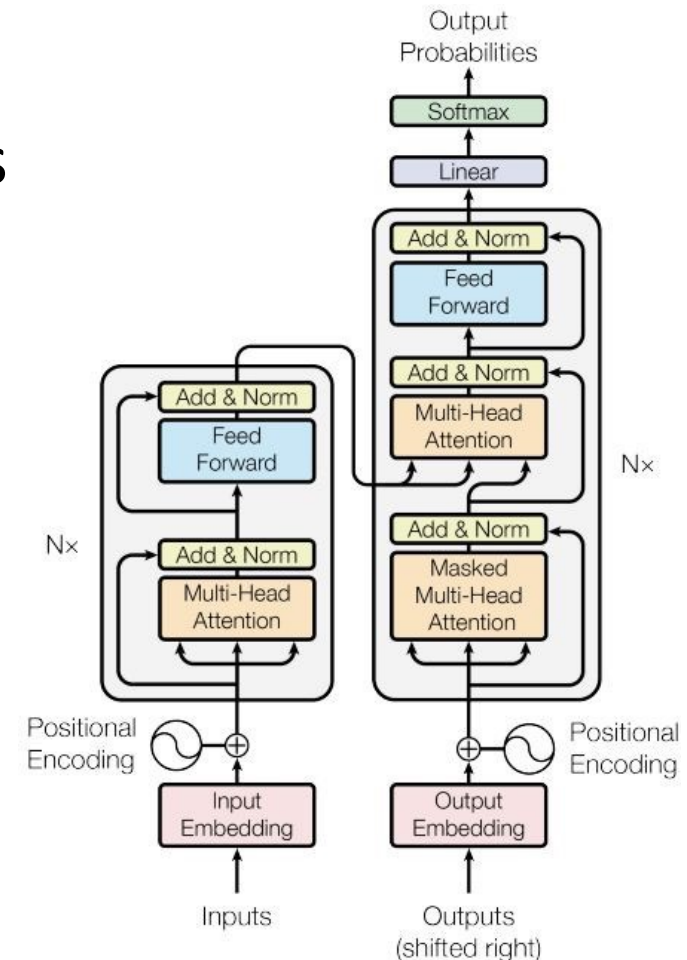 Output
Probabilities
Softmax
Linear
Add & Norm
Feed
Forward
Add & Norm
Multi-Head
Attention
Add & Norm
Masked
Multi-Head
Attention
Nx
Positional
Encoding
Output
Embedding
Outputs
(shifted right)
Add & Norm
Feed
Forward
Add & Norm
Multi-Head
Attention
Nx
Positional
Encoding
Input
Embedding
Inputs
s